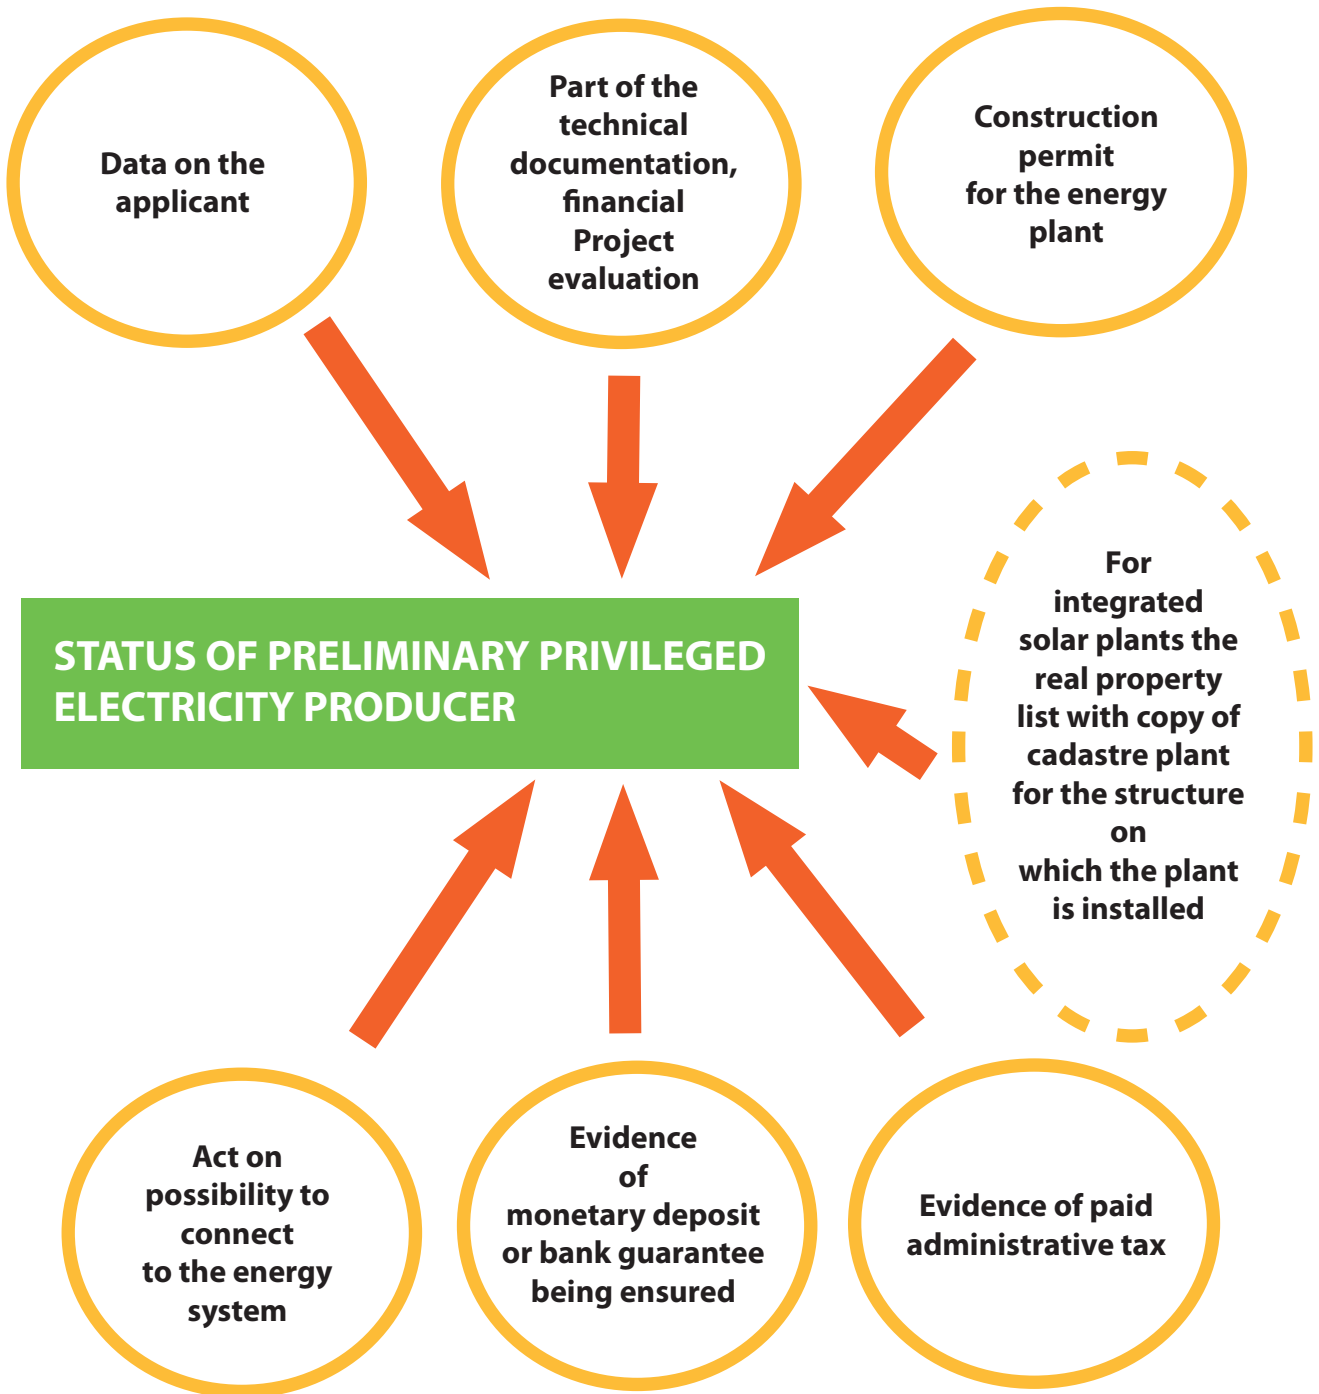 Data on the
applicant
Part of the
technical
documentation,
financial
Project
evaluation
Construction
permit
for the energy
plant
For
integrated
solar plants the
real property
list with copy of
cadastre plant
for the structure
on
which the plant
is installed
STATUS OF PRELIMINARY PRIVILEGED
ELECTRICITY PRODUCER
Act on
possibility to
connect
to the energy
system
Evidence
of
monetary deposit
or bank guarantee
being ensured
Evidence of paid
administrative tax